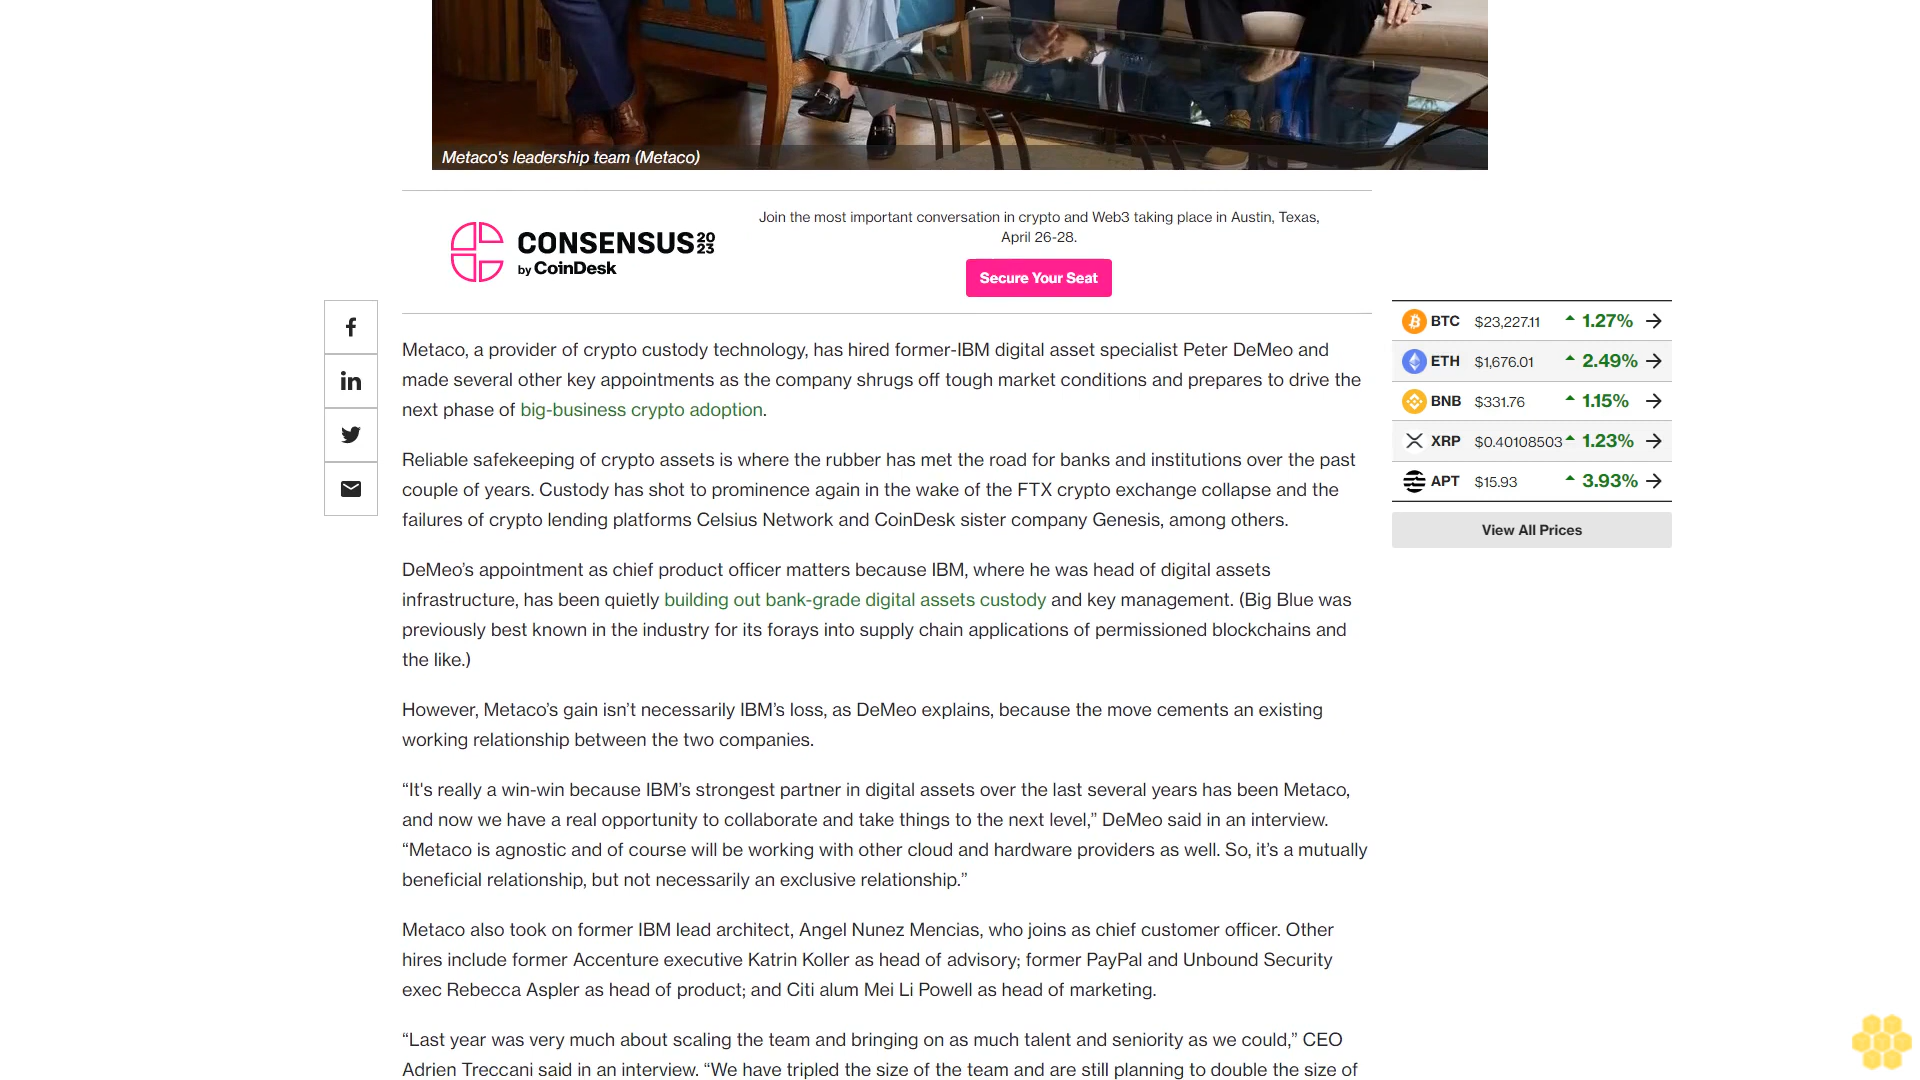 Metaco's leadership team (Metaco)
CONSENSUS 2023
by CoinDesk
Join the most important conversation in crypto and Web3 taking place in Austin, Texas,
April 26-28.
Secure Your Seat
BTC $23,227.11 1.27%
ETH $1,676.01 2.49%
BNB $331.76 1.15%
XRP $0.40108503 1.23%
APT $15.93 3.93%
View All Prices
Metaco, a provider of crypto custody technology, has hired former-IBM digital asset specialist Peter DeMeo and
made several other key appointments as the company shrugs off tough market conditions and prepares to drive the
next phase of big-business crypto adoption.
Reliable safekeeping of crypto assets is where the rubber has met the road for banks and institutions over the past
couple of years. Custody has shot to prominence again in the wake of the FTX crypto exchange collapse and the
failures of crypto lending platforms Celsius Network and CoinDesk sister company Genesis, among others.
DeMeo’s appointment as chief product officer matters because IBM, where he was head of digital assets
infrastructure, has been quietly building out bank-grade digital assets custody and key management. (Big Blue was
previously best known in the industry for its forays into supply chain applications of permissioned blockchains and
the like.)
However, Metaco’s gain isn’t necessarily IBM’s loss, as DeMeo explains, because the move cements an existing
working relationship between the two companies.
“It's really a win-win because IBM’s strongest partner in digital assets over the last several years has been Metaco,
and now we have a real opportunity to collaborate and take things to the next level,” DeMeo said in an interview.
“Metaco is agnostic and of course will be working with other cloud and hardware providers as well. So, it’s a mutually
beneficial relationship, but not necessarily an exclusive relationship.”
Metaco also took on former IBM lead architect, Angel Nunez Mencias, who joins as chief customer officer. Other
hires include former Accenture executive Katrin Koller as head of advisory; former PayPal and Unbound Security
exec Rebecca Aspler as head of product; and Citi alum Mei Li Powell as head of marketing.
“Last year was very much about scaling the team and bringing on as much talent and seniority as we could,” CEO
Adrien Treccani said in an interview. “We have tripled the size of the team and are still planning to double the size of